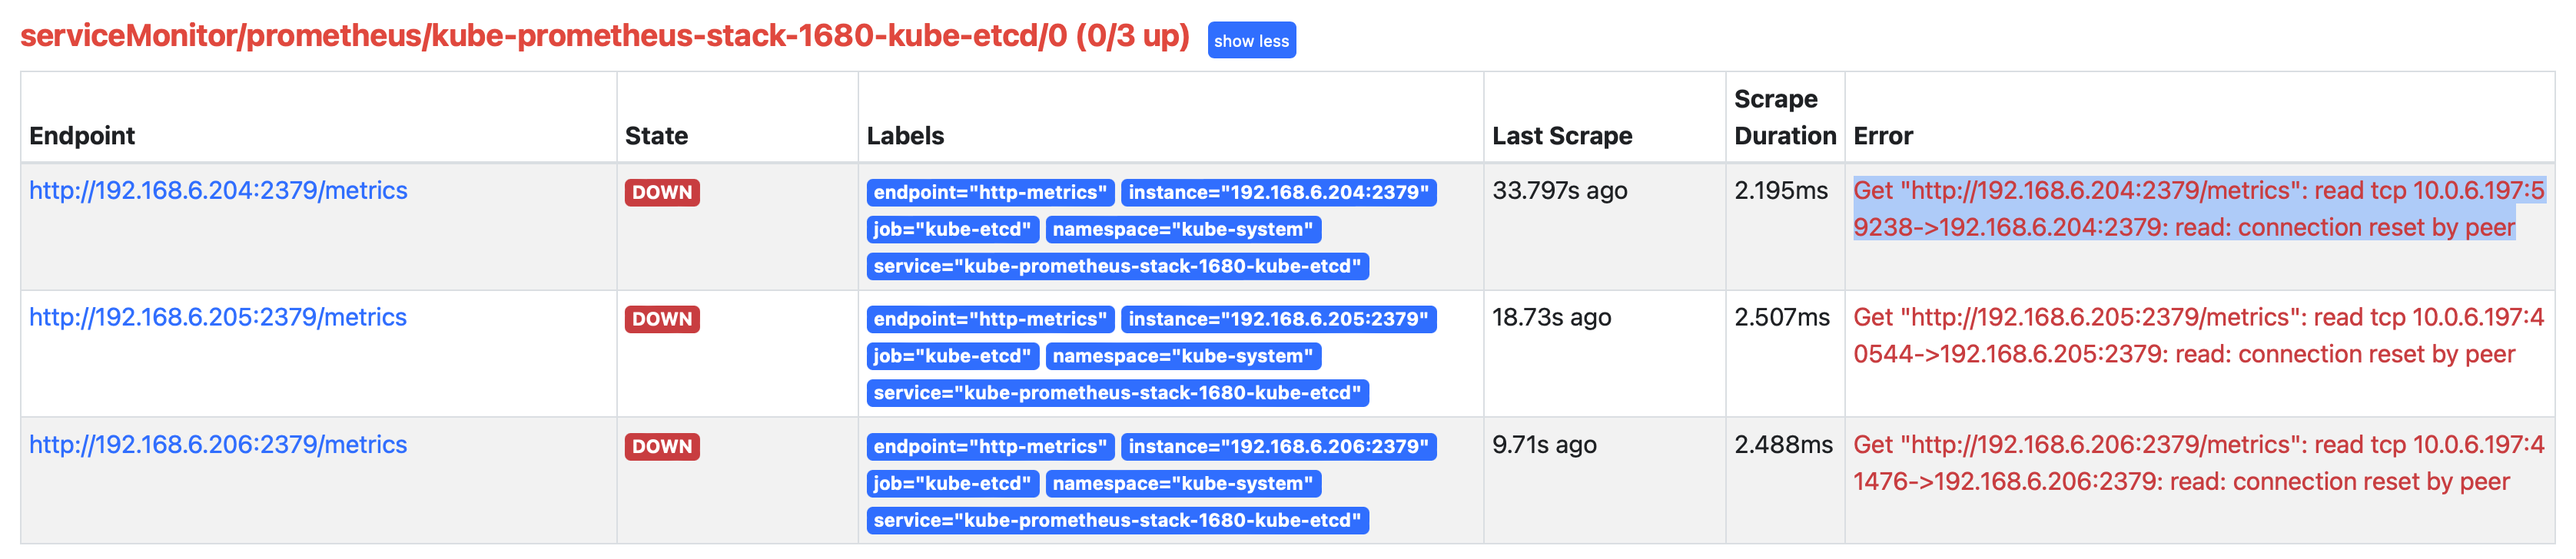 serviceMonitor/prometheus/kube-prometheus-stack-1680-kube-etcd/0 (0/3 up) show less
Endpoint State Labels Last Scrape Scrape Duration Error
http://192.168.6.204:2379/metrics DOWN endpoint="http-metrics" instance="192.168.6.204:2379" 33.797s ago 2.195ms Get "http://192.168.6.204:2379/metrics": read tcp 10.0.6.197:5
job="kube-etcd" namespace="kube-system" 9238->192.168.6.204:2379: read: connection reset by peer
service="kube-prometheus-stack-1680-kube-etcd"
http://192.168.6.205:2379/metrics DOWN endpoint="http-metrics" instance="192.168.6.205:2379" 18.73s ago 2.507ms Get "http://192.168.6.205:2379/metrics": read tcp 10.0.6.197:4
job="kube-etcd" namespace="kube-system" 0544->192.168.6.205:2379: read: connection reset by peer
service="kube-prometheus-stack-1680-kube-etcd"
http://192.168.6.206:2379/metrics DOWN endpoint="http-metrics" instance="192.168.6.206:2379" 9.71s ago 2.488ms Get "http://192.168.6.206:2379/metrics": read tcp 10.0.6.197:4
job="kube-etcd" namespace="kube-system" 1476->192.168.6.206:2379: read: connection reset by peer
service="kube-prometheus-stack-1680-kube-etcd"